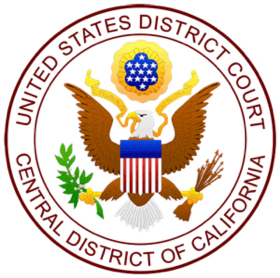 UNITED STATES DISTRICT COURT
CENTRAL DISTRICT OF CALIFORNIA